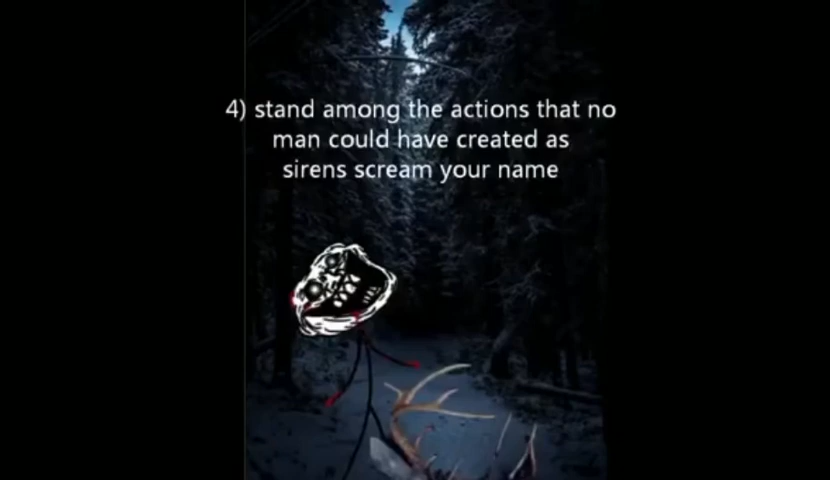 4) stand among the actions that no
man could have created as
sirens scream your name